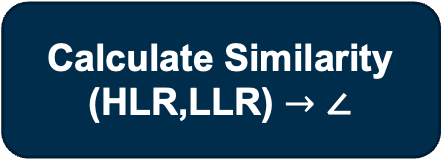 Calculate Similarity
(HLR,LLR) → ∠